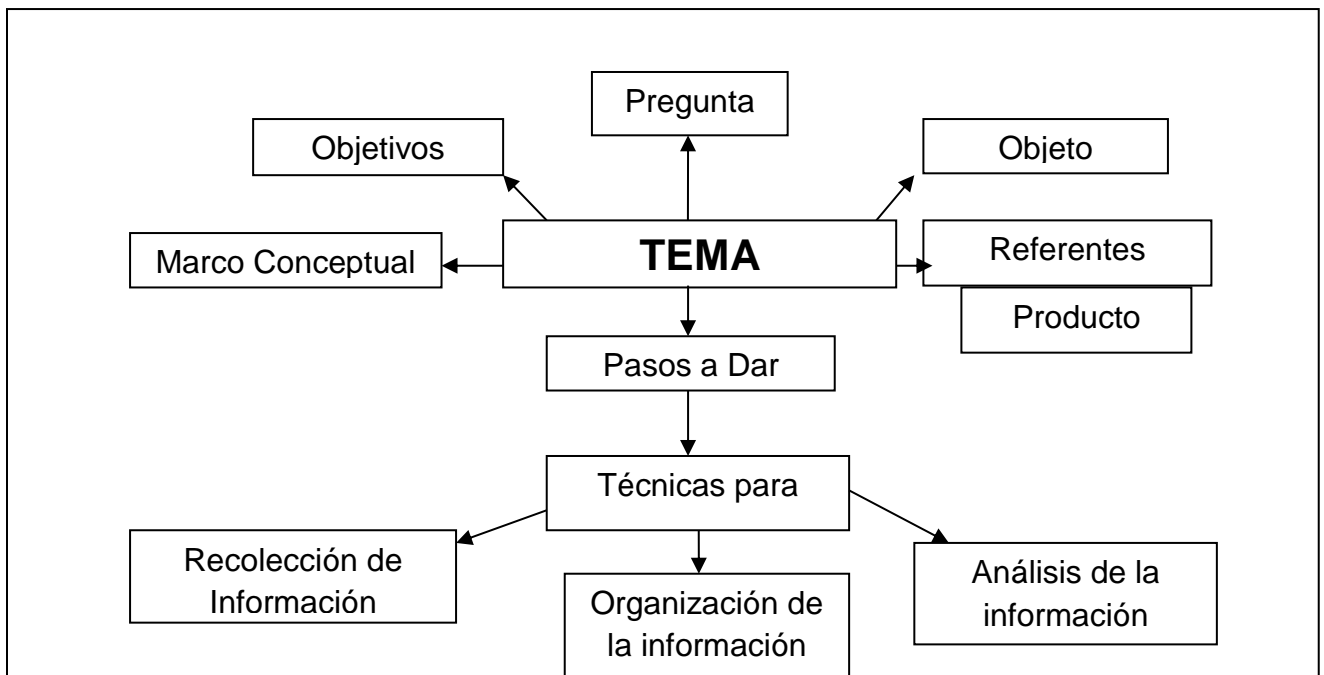 Pregunta
Objetivos
Objeto
TEMA
Marco Conceptual
Referentes
Producto
Pasos a Dar
Técnicas para
Recolección de
Información
Organización de
la información
Análisis de la
información